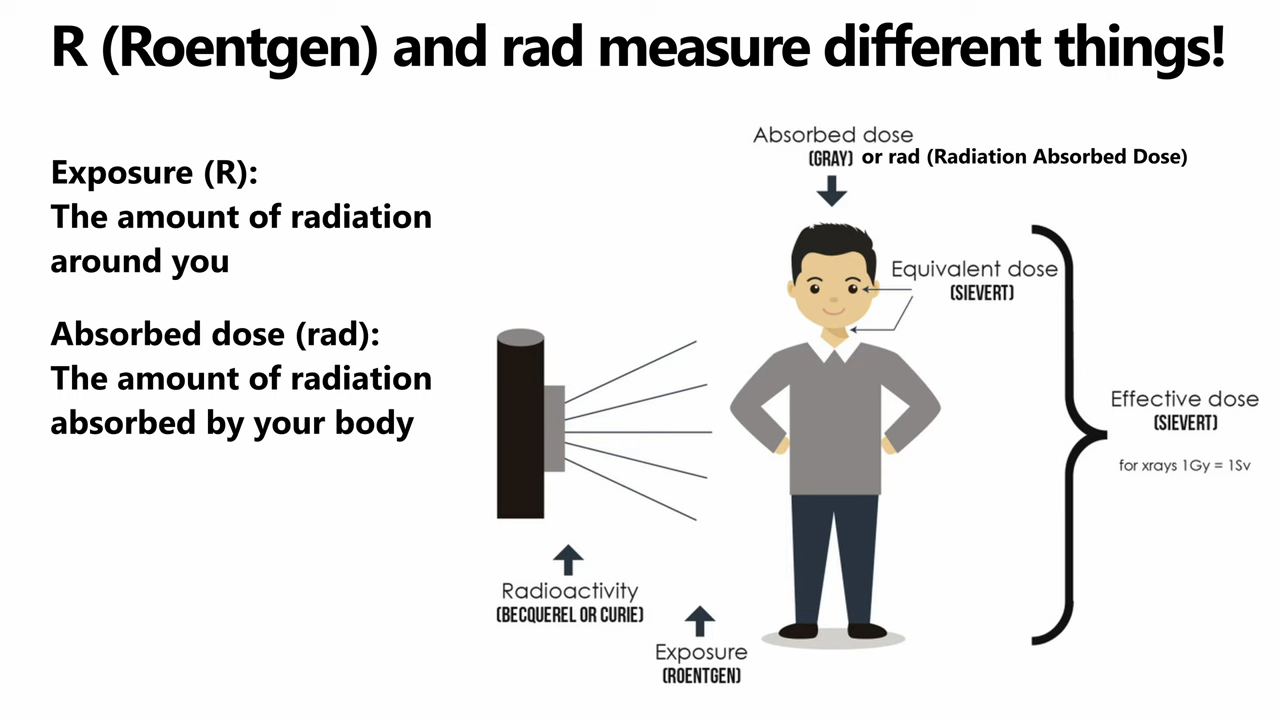 R (Roentgen) and rad measure different things!
Exposure (R):
The amount of radiation
around you
Absorbed dose (rad):
The amount of radiation
absorbed by your body
Absorbed dose
(GRAY) or rad (Radiation Absorbed Dose)
Equivalent dose
(SIEVERT)
Effective dose
(SIEVERT)
for xrays 1Gy = 1Sv
Radioactivity
(BECQUEREL OR CURIE)
Exposure
(ROENTGEN)